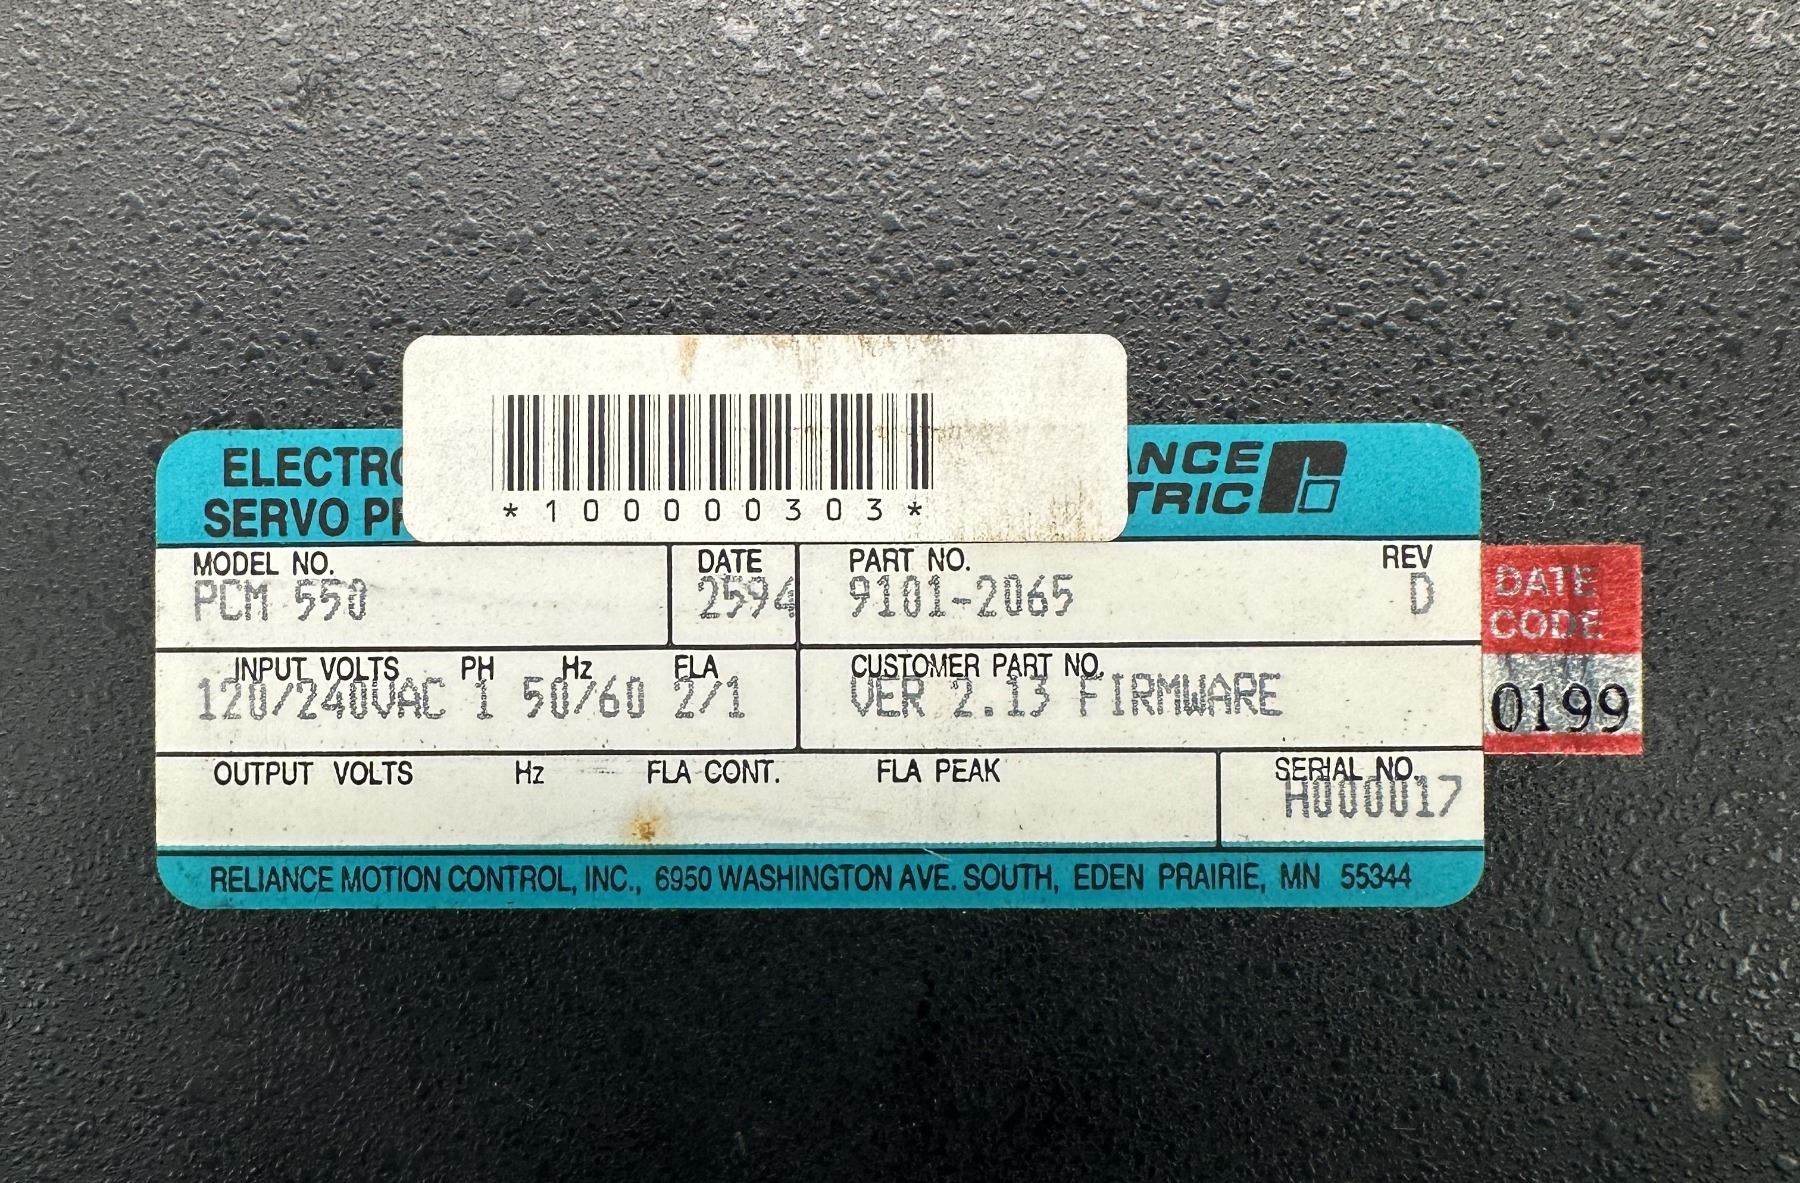 *100000303*
ELECTRO
SERVO PR
ANCE
TRIC
MODEL NO.
PCM 550
DATE
2594
PART NO.
9101-2065
REV
D
DATE
CODE
0199
INPUT VOLTS PH Hz FLA
120/240VAC 1 50/60 2/1
CUSTOMER PART NO.
VER 2.13 FIRMWARE
OUTPUT VOLTS Hz FLA CONT. FLA PEAK
SERIAL NO.
H000017
RELIANCE MOTION CONTROL, INC., 6950 WASHINGTON AVE. SOUTH, EDEN PRAIRIE, MN 55344